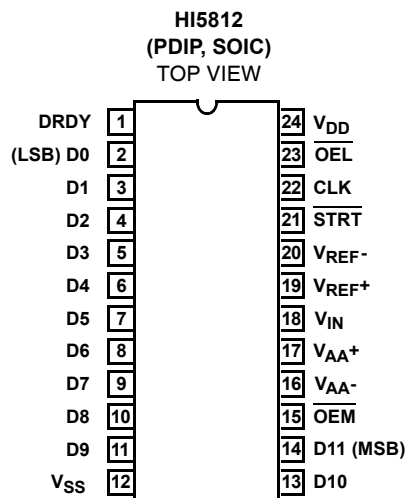 HI5812
(PDIP, SOIC)
TOP VIEW
DRDY 1 24 VDD
(LSB) D0 2 23 OEL
D1 3 22 CLK
D2 4 21 STRT
D3 5 20 VREF-
D4 6 19 VREF+
D5 7 18 VIN
D6 8 17 VAA+
D7 9 16 VAA-
D8 10 15 OEM
D9 11 14 D11 (MSB)
VSS 12 13 D10